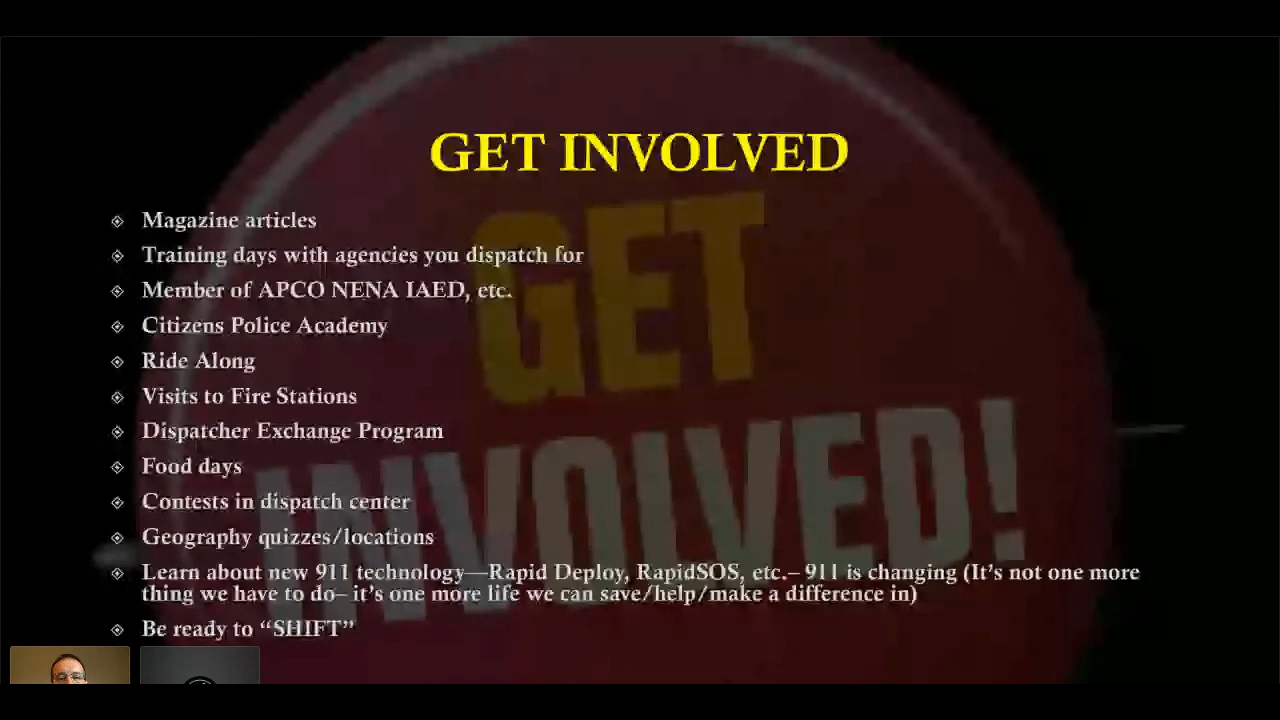 GET INVOLVED
GET
INVOLVED!
Magazine articles
Training days with agencies you dispatch for
Member of APCO NENA IAED, etc.
Citizens Police Academy
Ride Along
Visits to Fire Stations
Dispatcher Exchange Program
Food days
Contests in dispatch center
Geography quizzes/locations
Learn about new 911 technology—Rapid Deploy, RapidSOS, etc.– 911 is changing (It’s not one more
thing we have to do– it’s one more life we can save/help/make a difference in)
Be ready to “SHIFT”